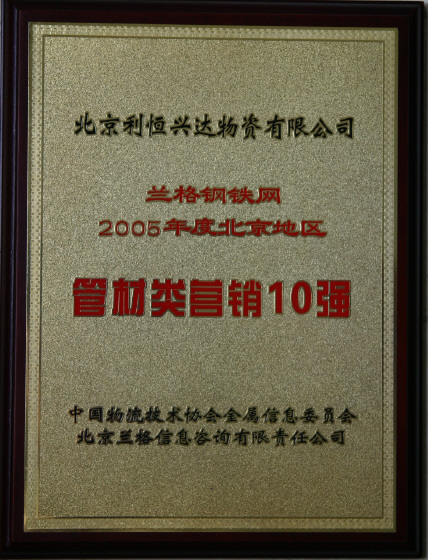 北京利恒兴达物资有限公司
兰格钢铁网
2005年度北京地区
管材类营销10强
中国物流技术协会金属信息委员会
北京兰格信息咨询有限责任公司